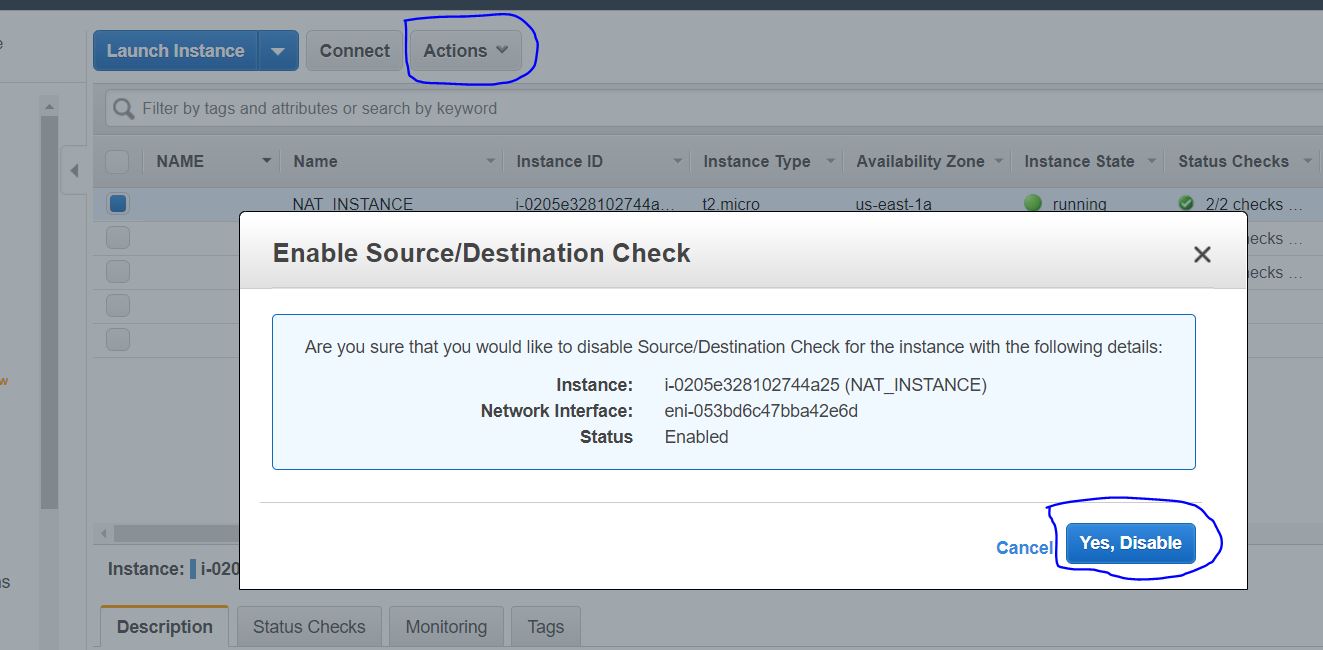 Launch Instance Connect Actions
Filter by tags and attributes or search by keyword
NAME Name Instance ID Instance Type Availability Zone Instance State Status Checks
NAT_INSTANCE i-0205e328102744a... t2.micro us-east-1a running 2/2 checks ...
Enable Source/Destination Check
ecks ...
ecks ...
Are you sure that you would like to disable Source/Destination Check for the instance with the following details:
Instance: i-0205e328102744a25 (NAT_INSTANCE)
Network Interface: eni-053bd6c47bba42e6d
Status Enabled
Cancel Yes, Disable
Instance: i-020
Description Status Checks Monitoring Tags